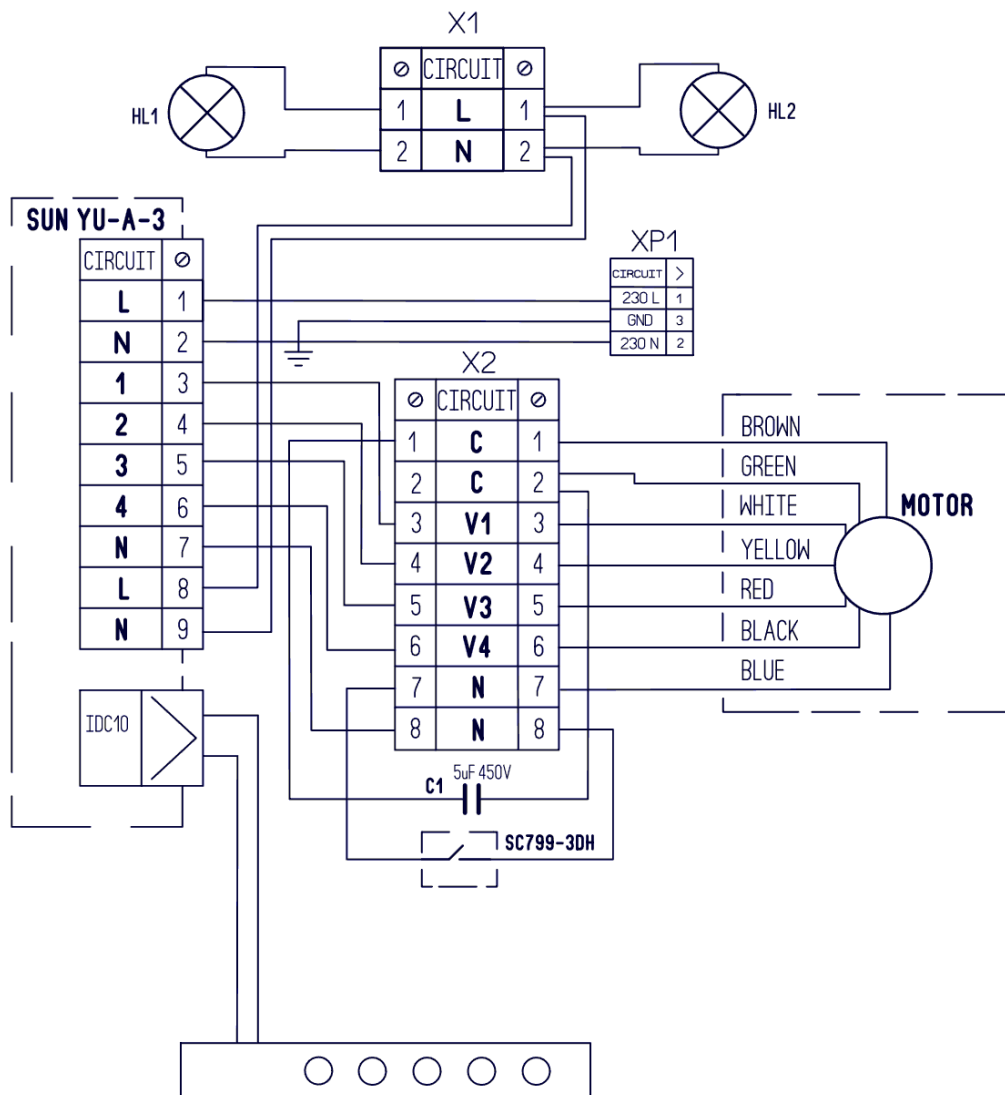 X1
CIRCUIT
1 L 1
2 N 2
HL1
HL2
SUN YU-A-3
CIRCUIT
L 1
N 2
1 3
2 4
3 5
4 6
N 7
L 8
N 9
IDC10
XP1
CIRCUIT
230 L 1
GND 3
230 N 2
X2
CIRCUIT
1 C 1
2 C 2
3 V1 3
4 V2 4
5 V3 5
6 V4 6
7 N 7
8 N 8
BROWN
GREEN
WHITE
YELLOW
RED
BLACK
BLUE
MOTOR
5uF 450V
C1
SC799-3DH